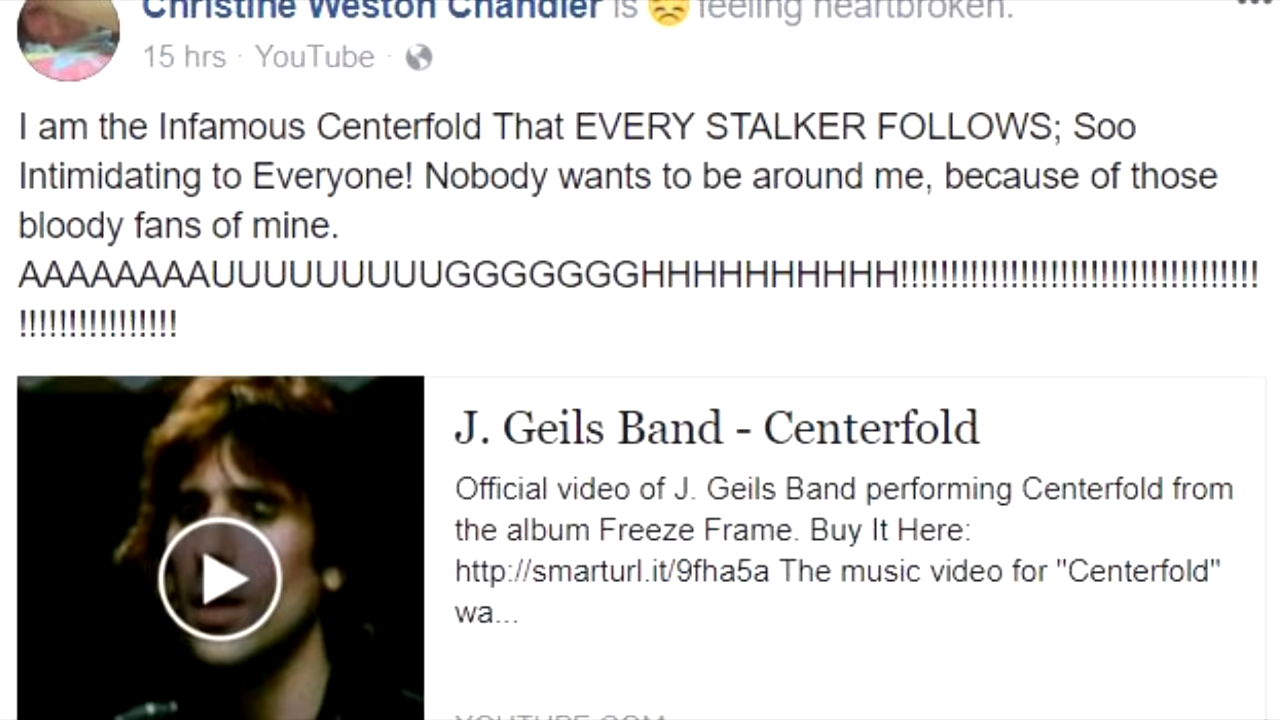 Christine Weston Chandler is feeling heartbroken.
15 hrs · YouTube ·
I am the Infamous Centerfold That EVERY STALKER FOLLOWS; Soo
Intimidating to Everyone! Nobody wants to be around me, because of those
bloody fans of mine.
AAAAAAAAUUUUUUUUUGGGGGGGHHHHHHHHHH!!!!!!!!!!!!!!!!!!!!!!!!!!!!!!!!!!!!
!!!!!!!!!!!!!!!!
J. Geils Band - Centerfold
Official video of J. Geils Band performing Centerfold from
the album Freeze Frame. Buy It Here:
http://smarturl.it/9fha5a The music video for "Centerfold"
wa...
YOUTUBE.COM